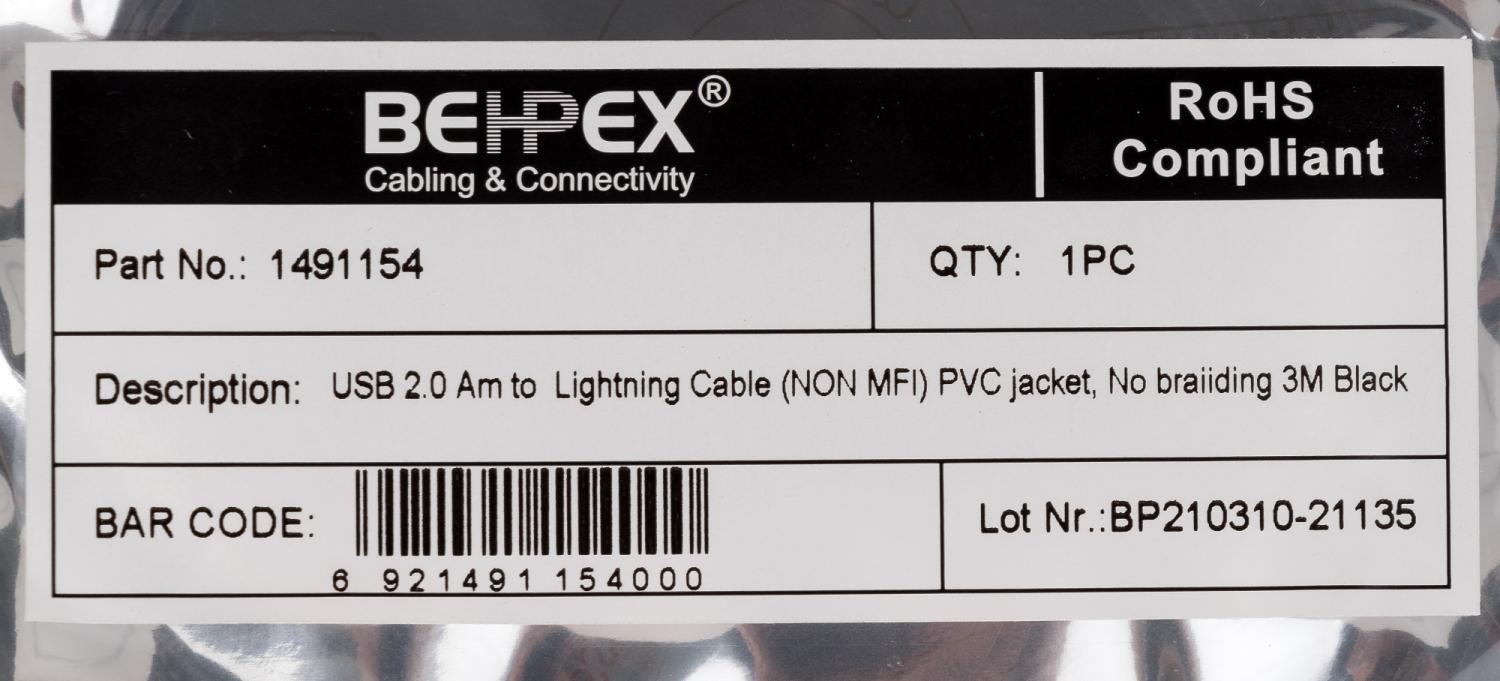 BEHPEX®
Cabling & Connectivity
RoHS
Compliant
Part No.: 1491154
QTY: 1PC
Description: USB 2.0 Am to Lightning Cable (NON MFI) PVC jacket, No braiiding 3M Black
BAR CODE:
6 921491 154000
Lot Nr.:BP210310-21135